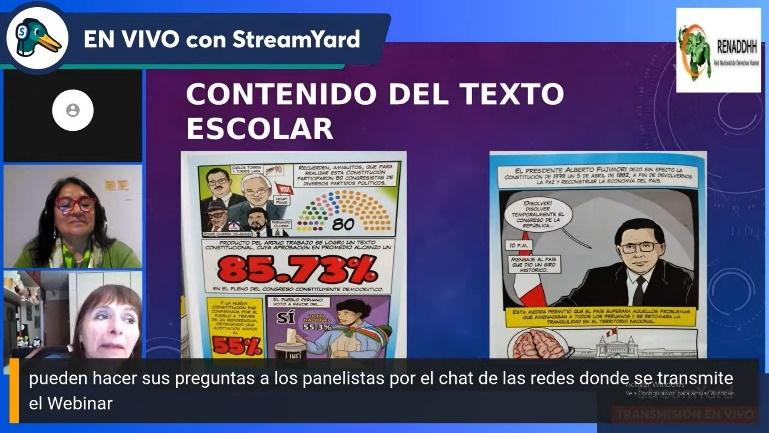 EN VIVO con StreamYard
RENADDHH
CONTENIDO DEL TEXTO
ESCOLAR
CARLOS TORRES
Y TORRES LARA
HENRY
PEASE
RECUERDEN, AMIGUITOS, QUE PARA
REALIZAR ESTA CONSTITUCIÓN
PARTICIPARON 80 CONGRESISTAS DE
DIVERSOS PARTIDOS POLÍTICOS.
80
PRODUCTO DEL ARDUO TRABAJO SE LOGRÓ UN TEXTO
CONSTITUCIONAL, CUYA APROBACIÓN EN PROMEDIO ALCANZÓ UN
85.73%
EN EL PLENO DEL CONGRESO CONSTITUYENTE DEMOCRÁTICO.
Y LA NUEVA
CONSTITUCIÓN FUE
CONFIRMADA POR EL
PUEBLO A TRAVÉS
DE UN REFERÉNDUM,
OBTENIENDO UNA
ACEPTACIÓN MAYOR
55%
EL PUEBLO PERUANO
VOTÓ A FAVOR DEL...
SÍ
EL PRESIDENTE ALBERTO FUJIMORI DEJÓ SIN EFECTO LA
CONSTITUCIÓN DE 1979 UN 5 DE ABRIL DE 1992, A FIN DE DEVOLVERNOS
LA PAZ Y RECONSTRUIR LA ECONOMÍA DEL PAÍS.
¡DISOLVER!
DISOLVER
TEMPORALMENTE EL
CONGRESO DE LA
REPÚBLICA...
10 P.M.
MENSAJE AL PAÍS
QUE DIO UN GIRO
HISTÓRICO.
ESTA MEDIDA PERMITIÓ QUE EL PAÍS SUPERARA AQUELLOS PROBLEMAS
QUE AMENAZABAN A TODOS LOS PERUANOS Y SE RETOMARA LA
TRANQUILIDAD EN EL TERRITORIO NACIONAL.
pueden hacer sus preguntas a los panelistas por el chat de las redes donde se transmite
el Webinar
TRANSMISIÓN EN VIVO